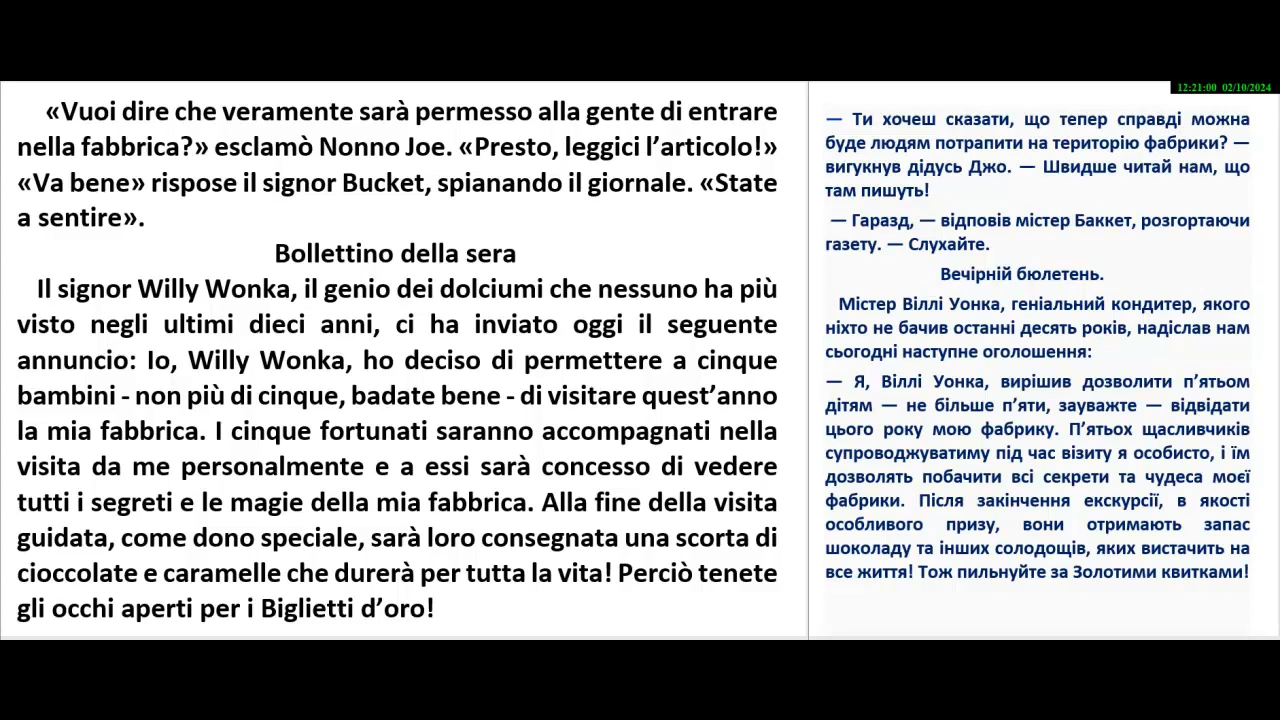 «Vuoi dire che veramente sarà permesso alla gente di entrare
nella fabbrica?» esclamò Nonno Joe. «Presto, leggici l’articolo!»
«Va bene» rispose il signor Bucket, spianando il giornale. «State
a sentire».
Bollettino della sera
Il signor Willy Wonka, il genio dei dolciumi che nessuno ha più
visto negli ultimi dieci anni, ci ha inviato oggi il seguente
annuncio: Io, Willy Wonka, ho deciso di permettere a cinque
bambini - non più di cinque, badate bene - di visitare quest’anno
la mia fabbrica. I cinque fortunati saranno accompagnati nella
visita da me personalmente e a essi sarà concesso di vedere
tutti i segreti e le magie della mia fabbrica. Alla fine della visita
guidata, come dono speciale, sarà loro consegnata una scorta di
cioccolate e caramelle che durerà per tutta la vita! Perciò tenete
gli occhi aperti per i Biglietti d’oro!
12:21:00 02/10/2024
— Ти хочеш сказати, що тепер справді можна
буде людям потрапити на територію фабрики? —
вигукнув дідусь Джо. — Швидше читай нам, що
там пишуть!
— Гаразд, — відповів містер Баккет, розгортаючи
газету. — Слухайте.
Вечірній бюлетень.
Містер Віллі Уонка, геніальний кондитер, якого
ніхто не бачив останні десять років, надіслав нам
сьогодні наступне оголошення:
— Я, Віллі Уонка, вирішив дозволити п’ятьом
дітям — не більше п’яти, зауважте — відвідати
цього року мою фабрику. П’ятьох щасливчиків
супроводжуватиму під час візиту я особисто, і їм
дозволять побачити всі секрети та чудеса моєї
фабрики. Після закінчення екскурсії, в якості
особливого призу, вони отримають запас
шоколаду та інших солодощів, яких вистачить на
все життя! Тож пильнуйте за Золотими квитками!